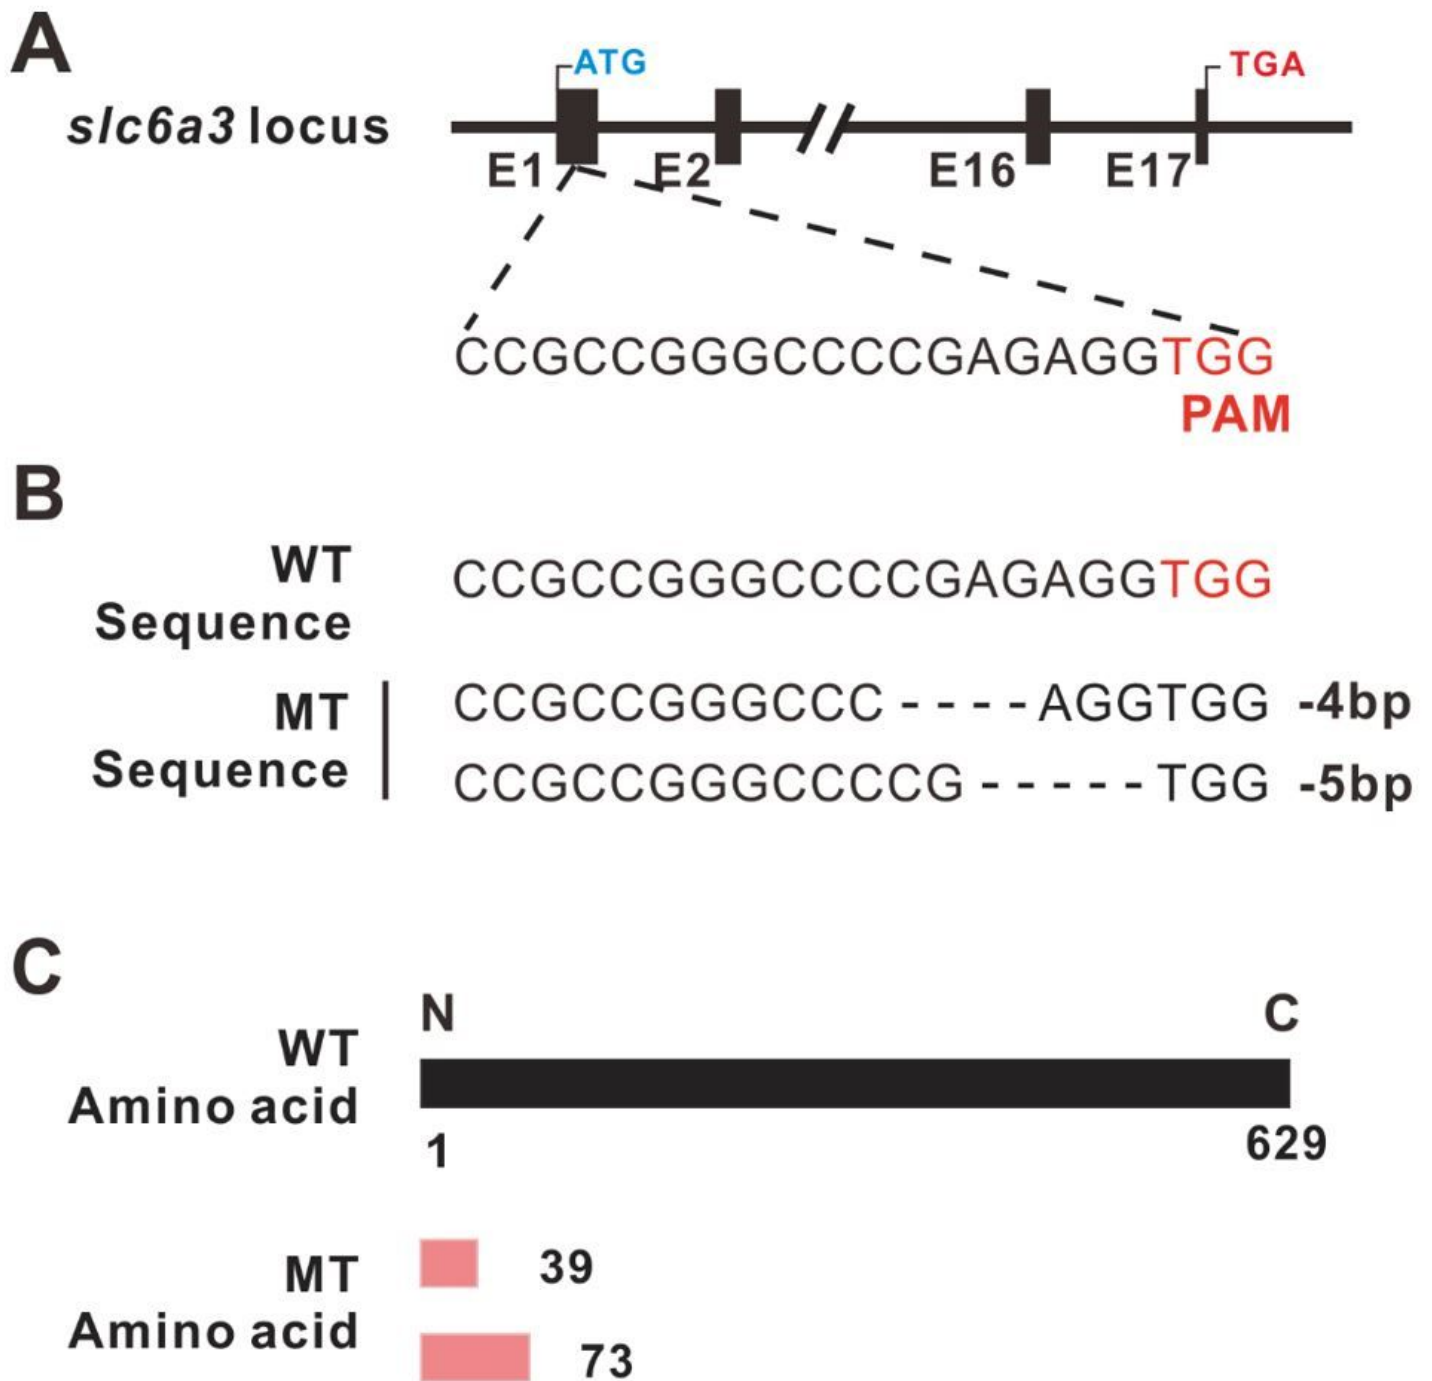 A
ATG
TGA
slc6a3 locus
E1
E2
E16
E17
CCGCCGGGCCCCGAGAGGTGG
PAM
B
WT
Sequence
CCGCCGGGCCCCGAGAGGTGG
MT
Sequence
CCGCCGGGCCC - - - - AGGTGG -4bp
CCGCCGGGCCCCG - - - - - TGG -5bp
C
N
C
WT
Amino acid
1
629
MT
Amino acid
39
73